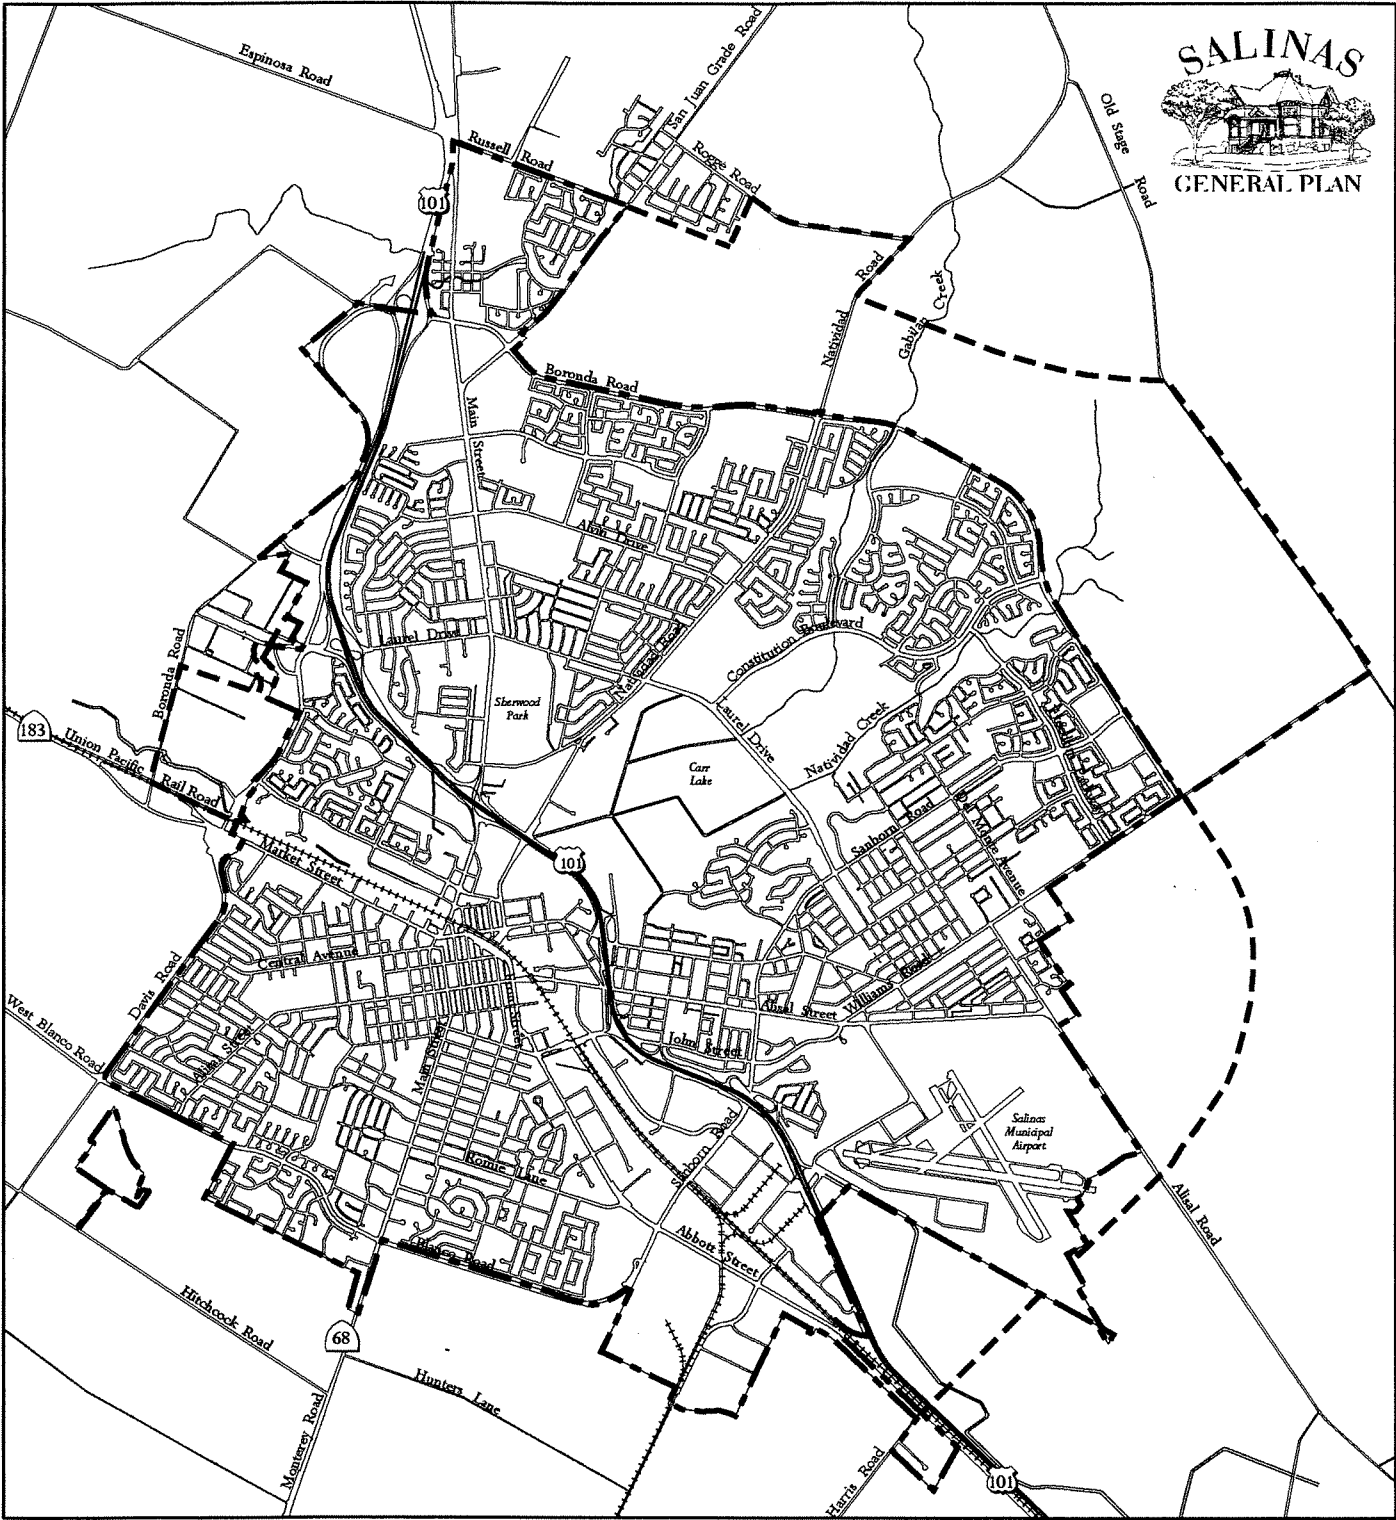 SALINAS
GENERAL PLAN
Espinosa Road
San Juan Grade Road
Old Stage Road
Russell Road
Rogge Road
101
Natividad Road
Gabilan Creek
Boronda Road
Main Street
Alvin Drive
Laurel Drive
Natividad Road
Constitution Boulevard
Boronda Road
Sherwood
Park
Laurel Drive
Natividad Creek
183
Union Pacific Rail Road
Carr
Lake
Sanborn Road
Del Monte Avenue
Market Street
101
Central Avenue
Davis Road
Williams Road
Alisal Street
West Blanco Road
Main Street
John Street
Alisal Street
Salinas
Municipal
Airport
Sanborn Road
Romie Lane
Abbott Street
Alisal Road
Blanco Road
Hitchcock Road
68
Hunters Lane
Monterey Road
Harris Road
101